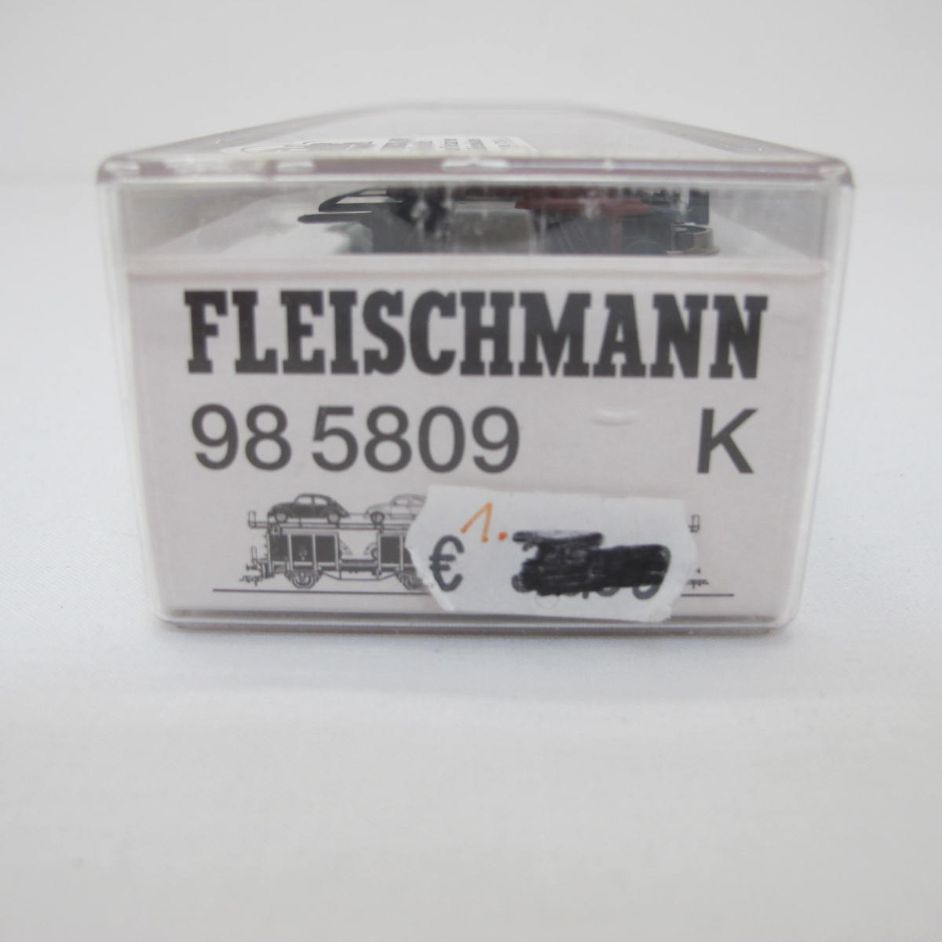 FLEISCHMANN
98 5809 K
1.
€